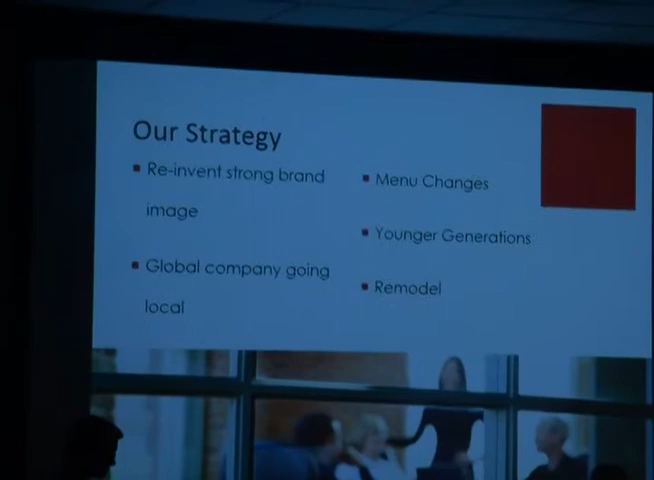 Our Strategy
Re-invent strong brand
image
Global company going
local
Menu Changes
Younger Generations
Remodel